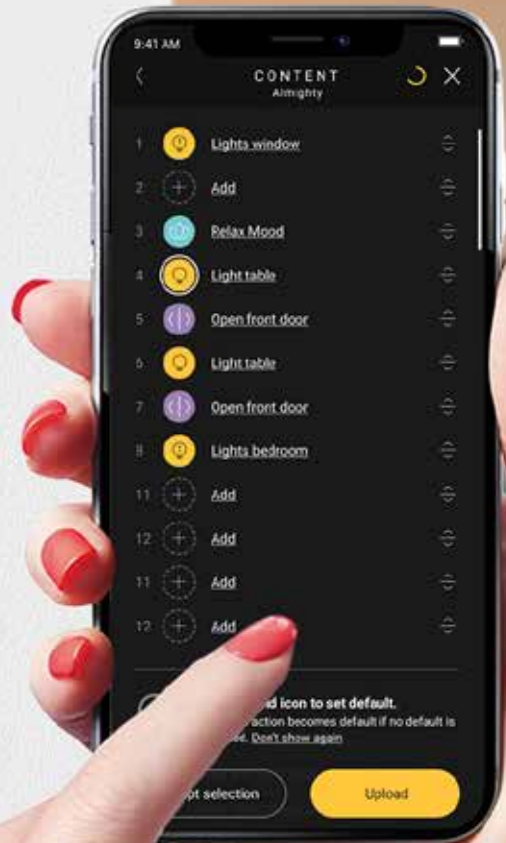 9:41 AM
CONTENT
Almighty
1 Lights window
2 Add
3 Relax Mood
4 Light table
5 Open front door
6 Light table
7 Open front door
8 Lights bedroom
11 Add
12 Add
11 Add
12 Add
icon to set default.
action becomes default if no default is
Don't show again
selection
Upload